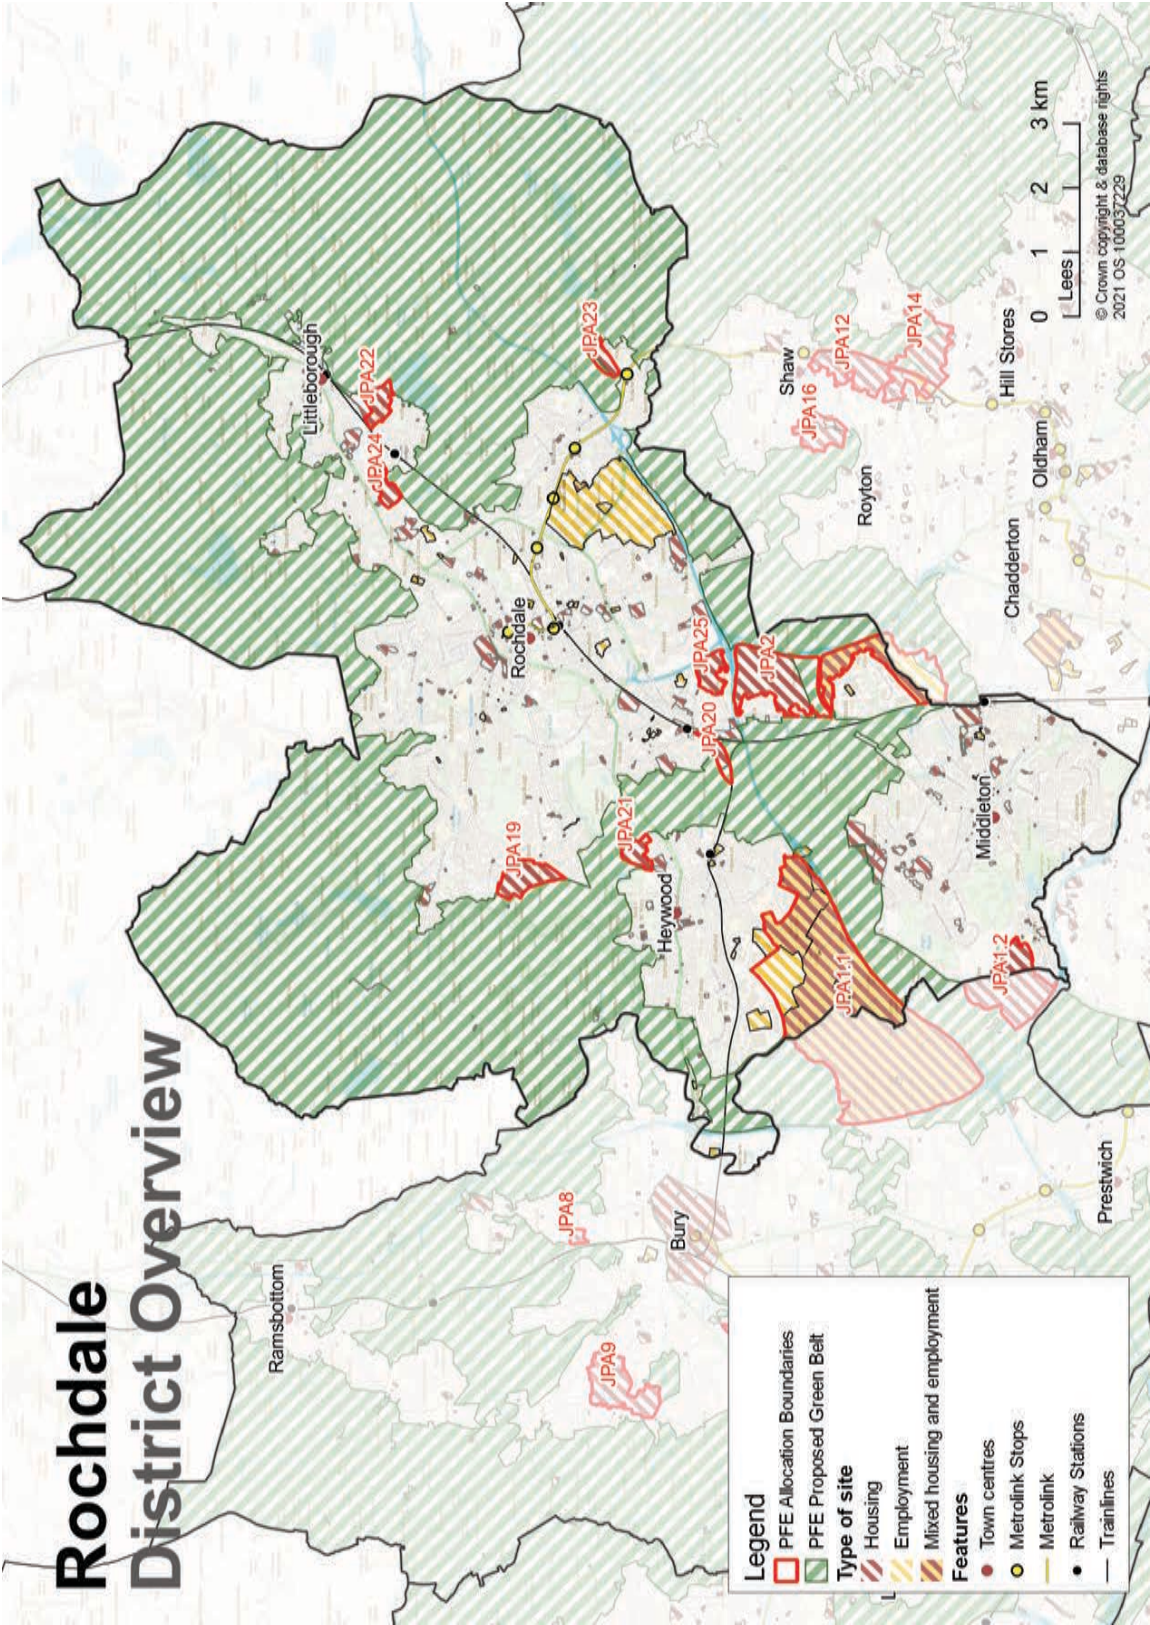 Rochdale
District Overview
Littleborough
JPA22
JPA24
JPA23
Rochdale
JPA25
JPA2
JPA20
JPA19
JPA21
Heywood
JPA1.1
Middleton
JPA1.2
Shaw
JPA12
JPA14
JPA16
Royton
Hill Stores
Oldham
Chadderton
Lees
Ramsbottom
JPA8
JPA9
Bury
Prestwich
L
Legend
PFE Allocation Boundaries
PFE Proposed Green Belt
Type of site
Housing
Employment
Mixed housing and employment
Features
Town centres
Metrolink Stops
Metrolink
Railway Stations
Trainlines
0 1 2 3 km
© Crown copyright & database rights
2021 OS 100037229